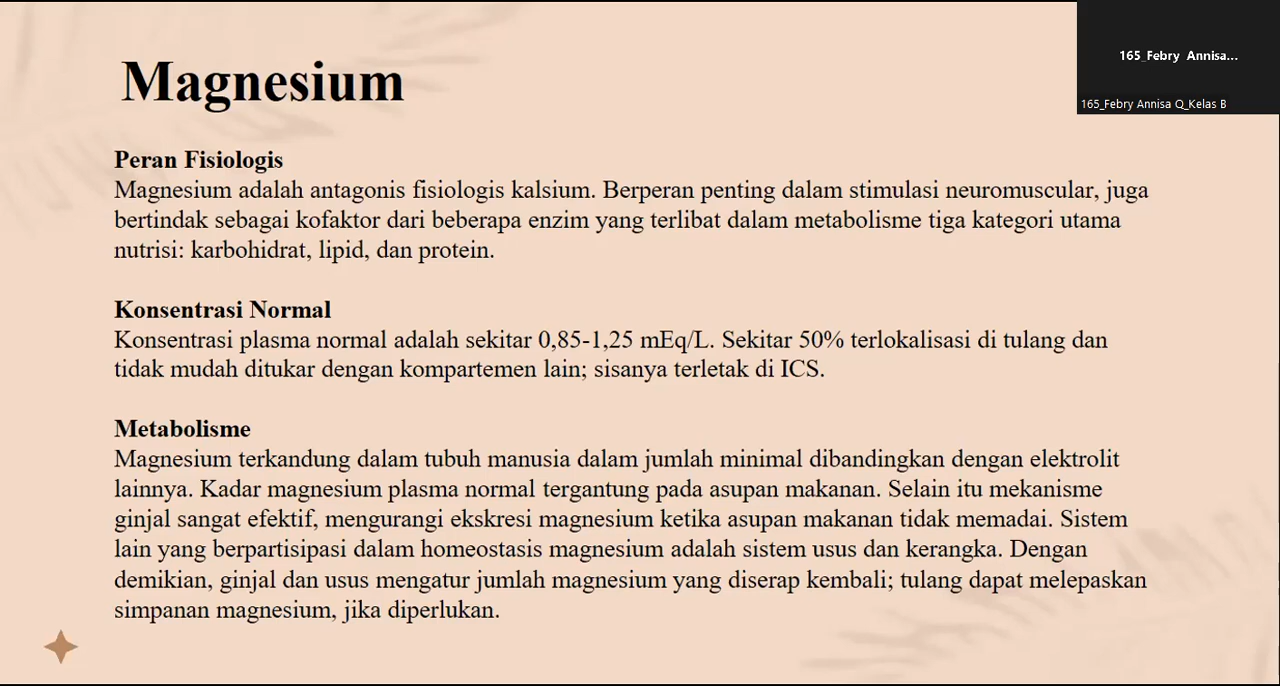 165_Febry Annisa...
165_Febry Annisa Q_Kelas B
Magnesium
Peran Fisiologis
Magnesium adalah antagonis fisiologis kalsium. Berperan penting dalam stimulasi neuromuscular, juga
bertindak sebagai kofaktor dari beberapa enzim yang terlibat dalam metabolisme tiga kategori utama
nutrisi: karbohidrat, lipid, dan protein.
Konsentrasi Normal
Konsentrasi plasma normal adalah sekitar 0,85-1,25 mEq/L. Sekitar 50% terlokalisasi di tulang dan
tidak mudah ditukar dengan kompartemen lain; sisanya terletak di ICS.
Metabolisme
Magnesium terkandung dalam tubuh manusia dalam jumlah minimal dibandingkan dengan elektrolit
lainnya. Kadar magnesium plasma normal tergantung pada asupan makanan. Selain itu mekanisme
ginjal sangat efektif, mengurangi ekskresi magnesium ketika asupan makanan tidak memadai. Sistem
lain yang berpartisipasi dalam homeostasis magnesium adalah sistem usus dan kerangka. Dengan
demikian, ginjal dan usus mengatur jumlah magnesium yang diserap kembali; tulang dapat melepaskan
simpanan magnesium, jika diperlukan.